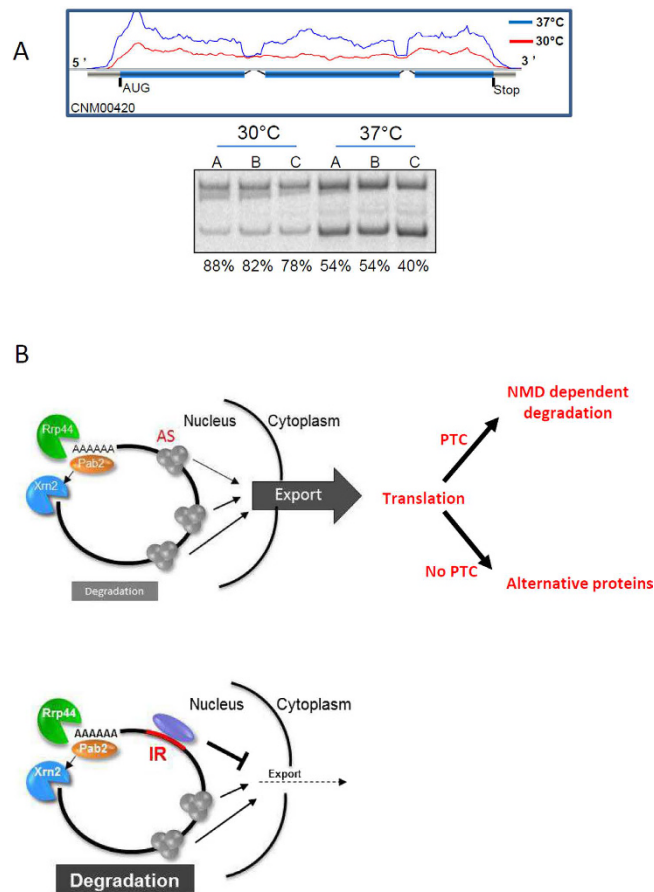 A
37°C
30°C
5 '
3 '
AUG
Stop
CNM00420
30°C 37°C
A B C A B C
88% 82% 78% 54% 54% 40%
B
Rrp44
AAAAAA
Pab2
Xrn2
AS
Nucleus Cytoplasm
Export
Degradation
Translation
PTC
NMD dependent
degradation
No PTC
Alternative proteins
Rrp44
AAAAAA
Pab2
Xrn2
IR
Nucleus Cytoplasm
Export
Degradation